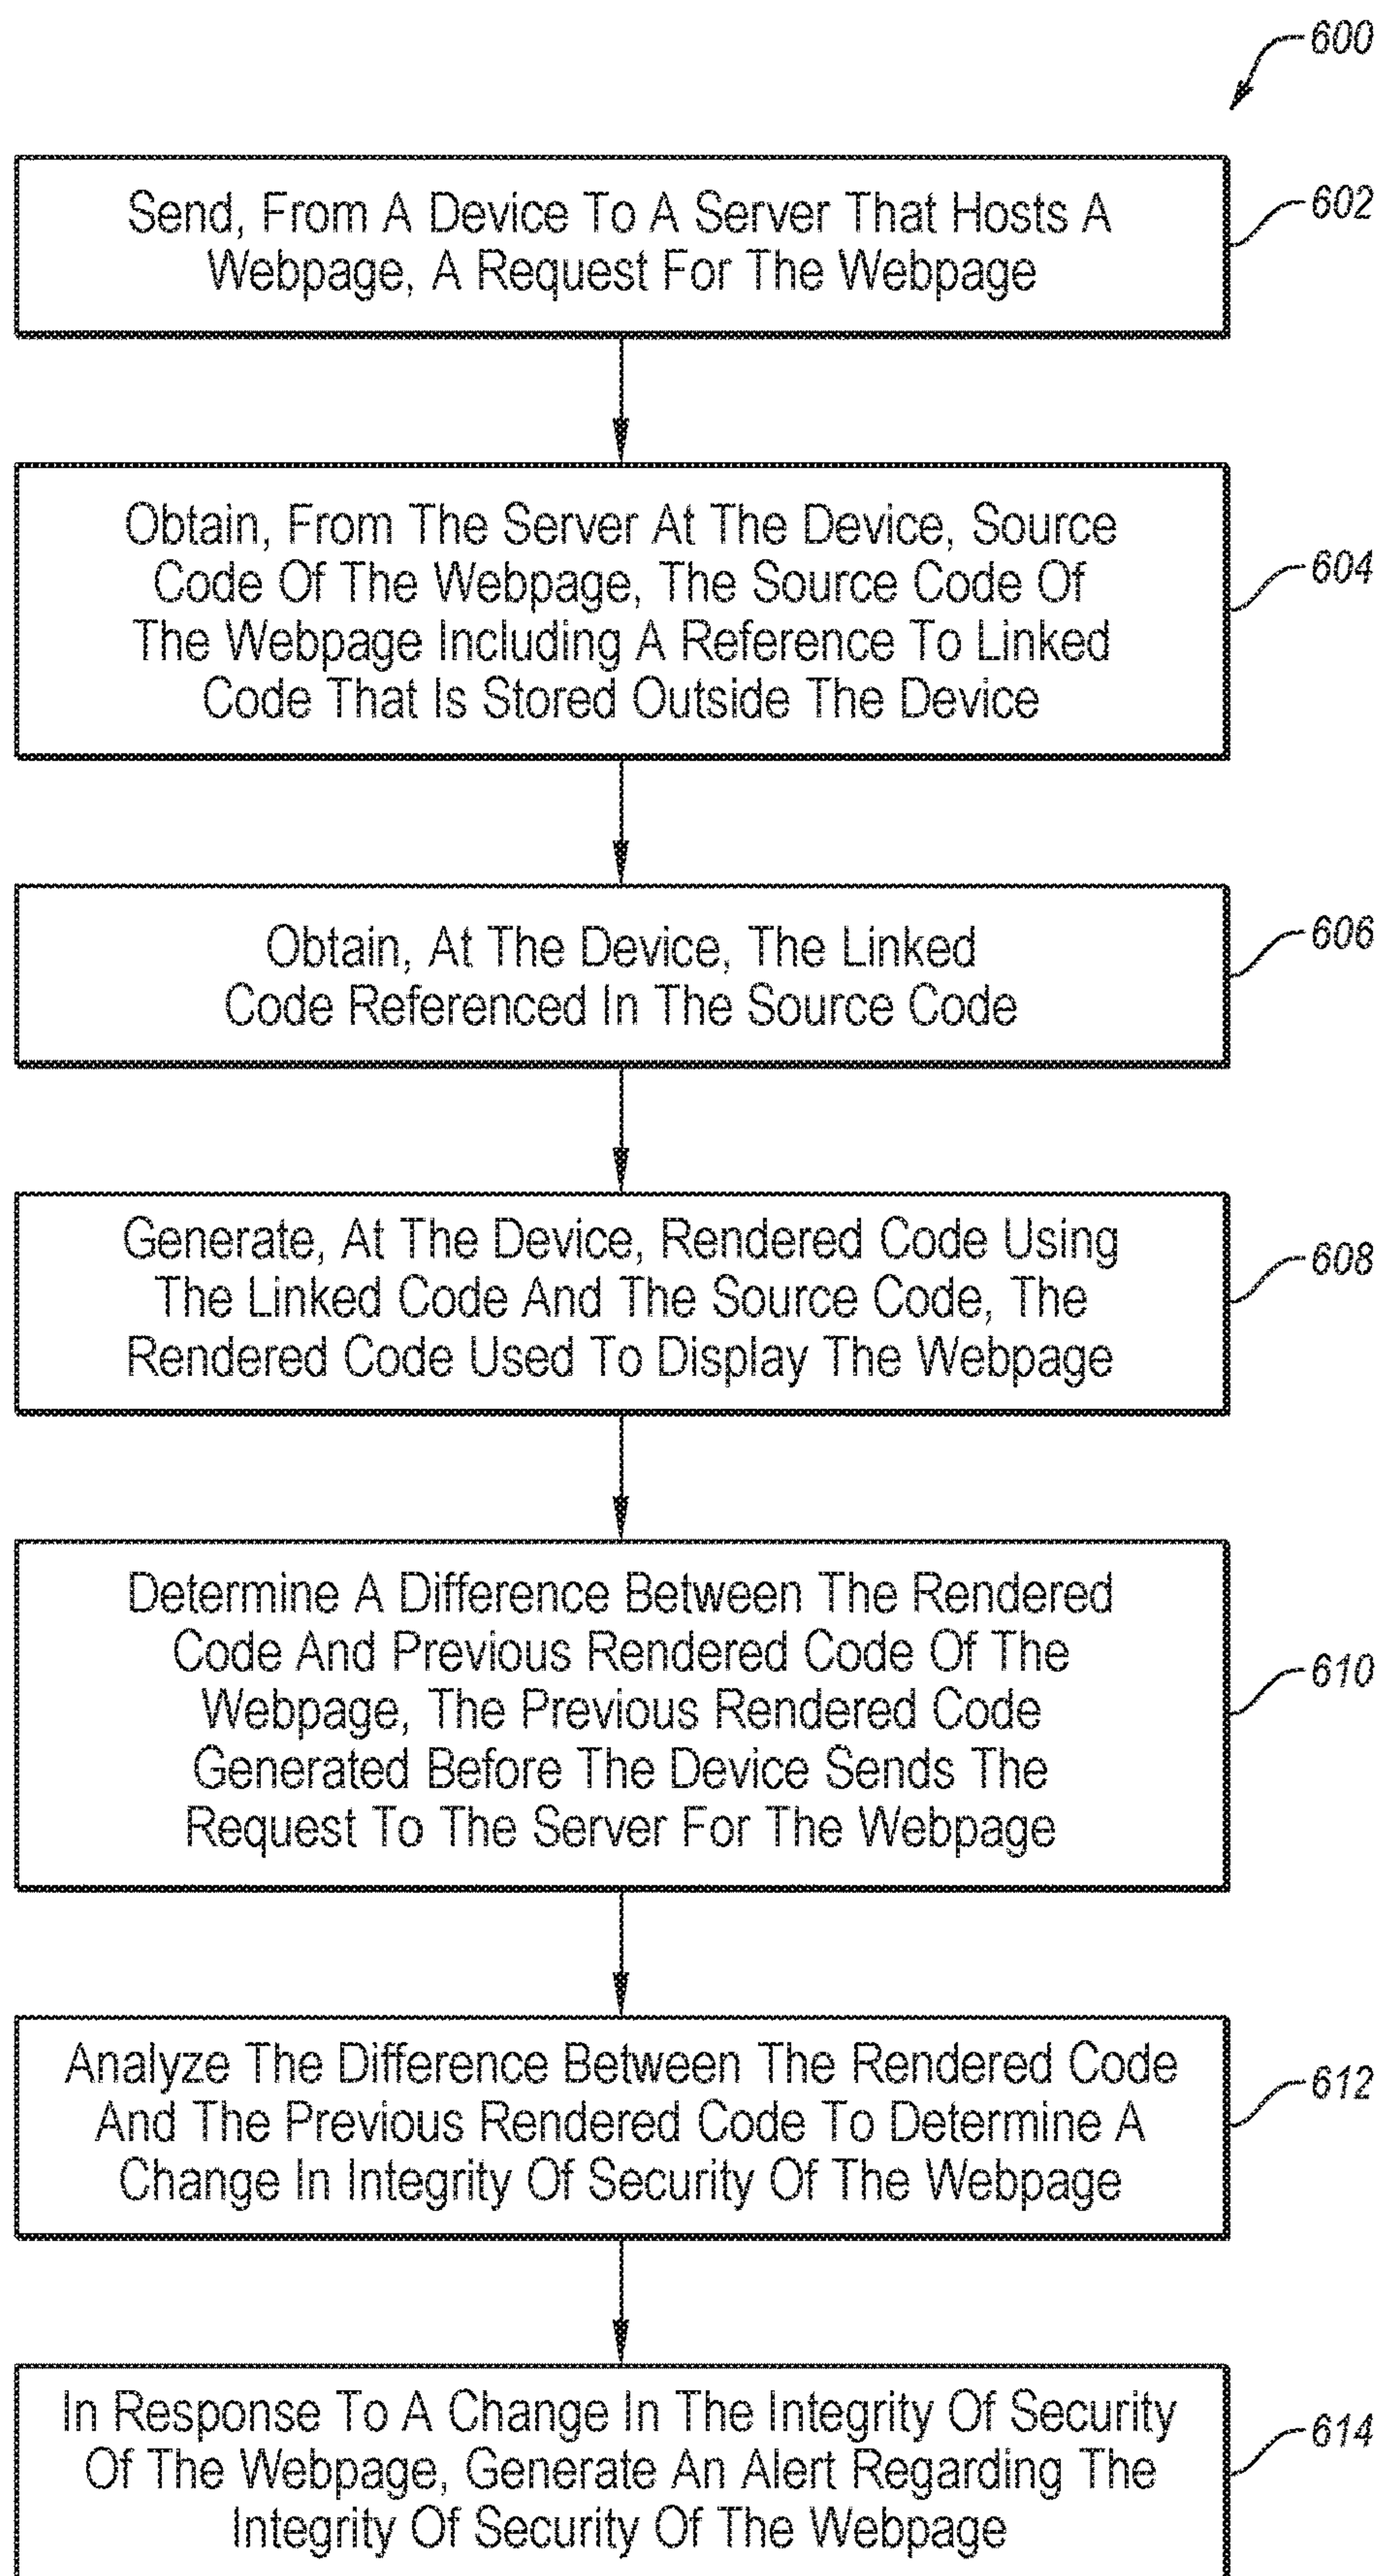 600
Send, From A Device To A Server That Hosts A
Webpage, A Request For The Webpage
602
Obtain, From The Server At The Device, Source
Code Of The Webpage, The Source Code Of
The Webpage Including A Reference To Linked
Code That Is Stored Outside The Device
604
Obtain, At The Device, The Linked
Code Referenced In The Source Code
606
Generate, At The Device, Rendered Code Using
The Linked Code And The Source Code, The
Rendered Code Used To Display The Webpage
608
Determine A Difference Between The Rendered
Code And Previous Rendered Code Of The
Webpage, The Previous Rendered Code
Generated Before The Device Sends The
Request To The Server For The Webpage
610
Analyze The Difference Between The Rendered Code
And The Previous Rendered Code To Determine A
Change In Integrity Of Security Of The Webpage
612
In Response To A Change In The Integrity Of Security
Of The Webpage, Generate An Alert Regarding The
Integrity Of Security Of The Webpage
614